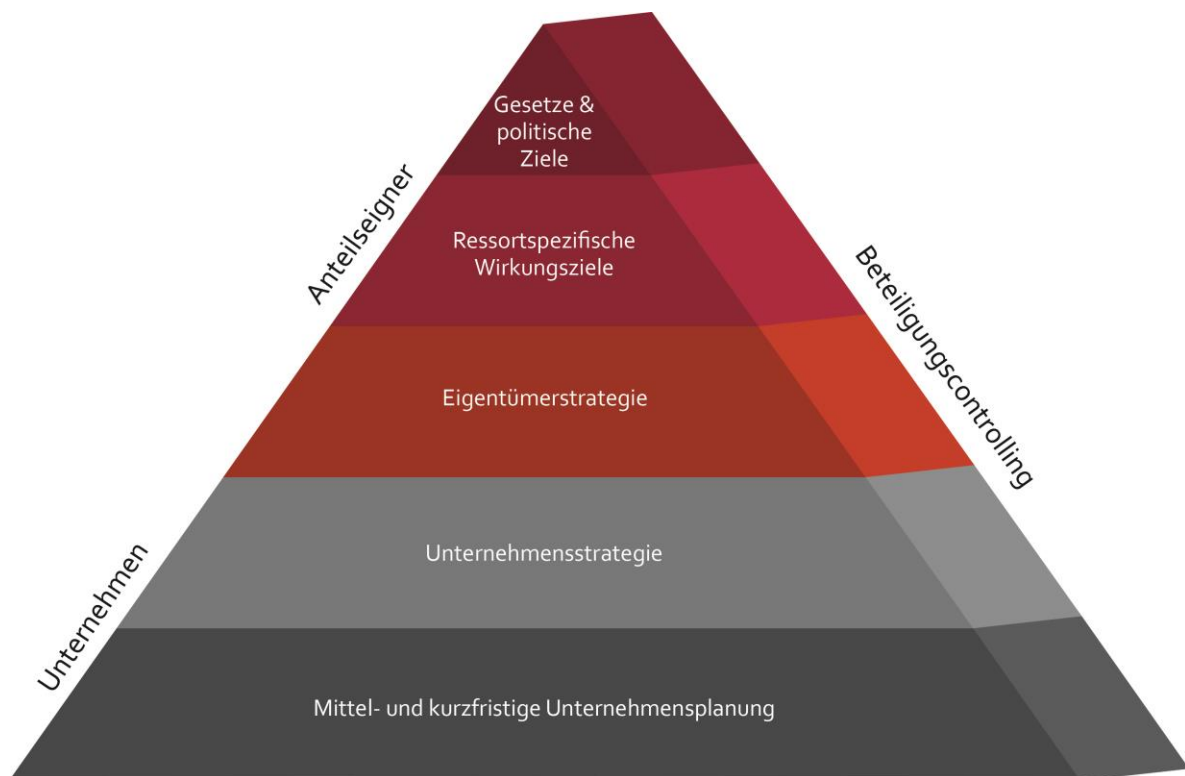 Gesetze &
politische
Ziele
Anteilseigner
Ressortspezifische
Wirkungsziele
Beteiligungscontrolling
Eigentümerstrategie
Unternehmen
Unternehmensstrategie
Mittel- und kurzfristige Unternehmensplanung